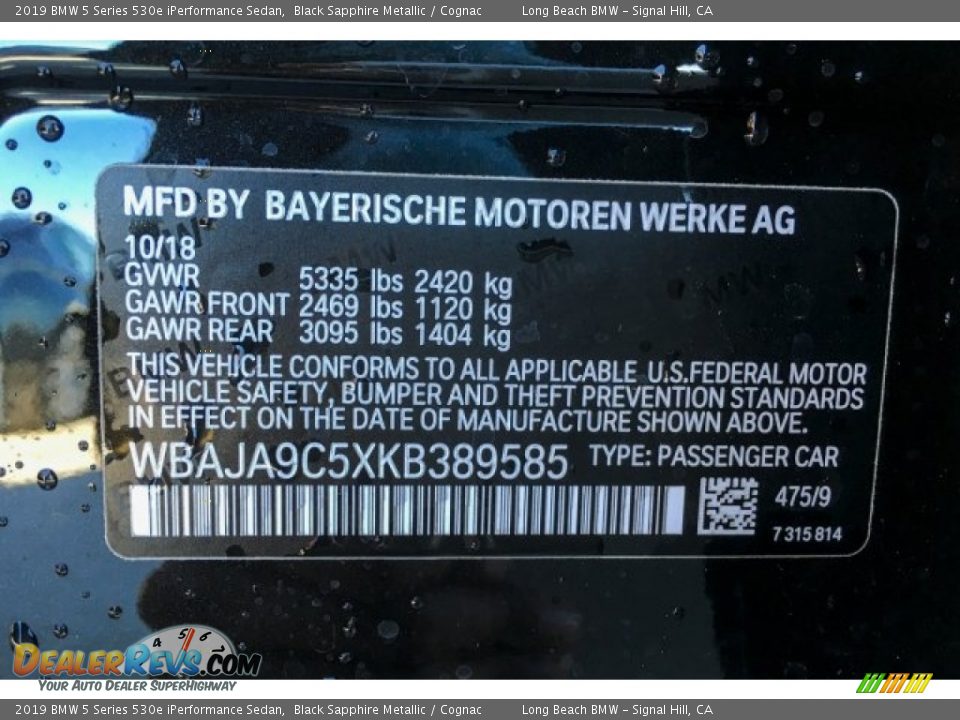 2019 BMW 5 Series 530e iPerformance Sedan, Black Sapphire Metallic / Cognac Long Beach BMW - Signal Hill, CA
MFD BY BAYERISCHE MOTOREN WERKE AG
10/18
GVWR 5335 lbs 2420 kg
GAWR FRONT 2469 lbs 1120 kg
GAWR REAR 3095 lbs 1404 kg
THIS VEHICLE CONFORMS TO ALL APPLICABLE U.S.FEDERAL MOTOR
VEHICLE SAFETY, BUMPER AND THEFT PREVENTION STANDARDS
IN EFFECT ON THE DATE OF MANUFACTURE SHOWN ABOVE.
WBAJA9C5XKB389585 TYPE: PASSENGER CAR
475/9
7 315 814
4 5 6
DEALERREVS.COM
YOUR AUTO DEALER SUPERHIGHWAY
2019 BMW 5 Series 530e iPerformance Sedan, Black Sapphire Metallic / Cognac Long Beach BMW - Signal Hill, CA